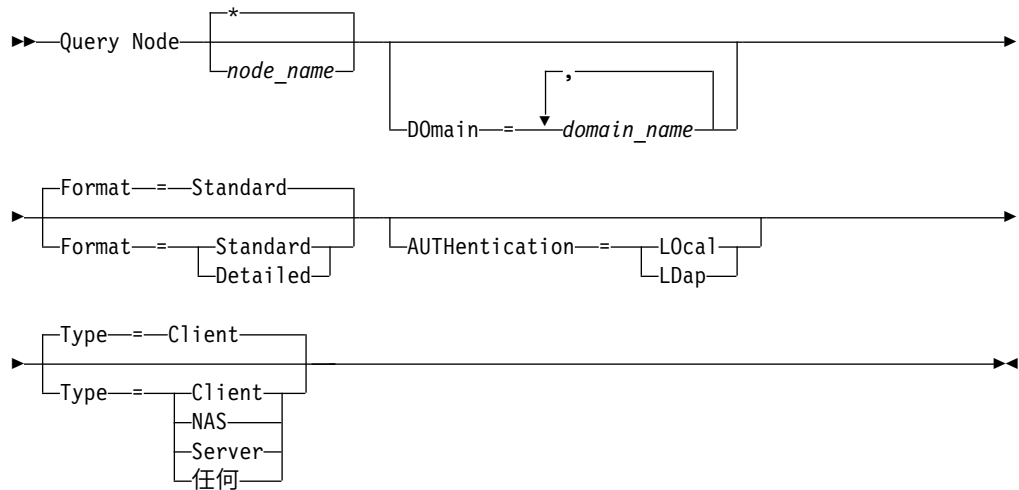 *
Query Node
node_name
,
DOmain = domain_name
Format = Standard
Format = Standard
Detailed
AUTHentication = LOcal
LDap
Type = Client
Type = Client
NAS
Server
任何